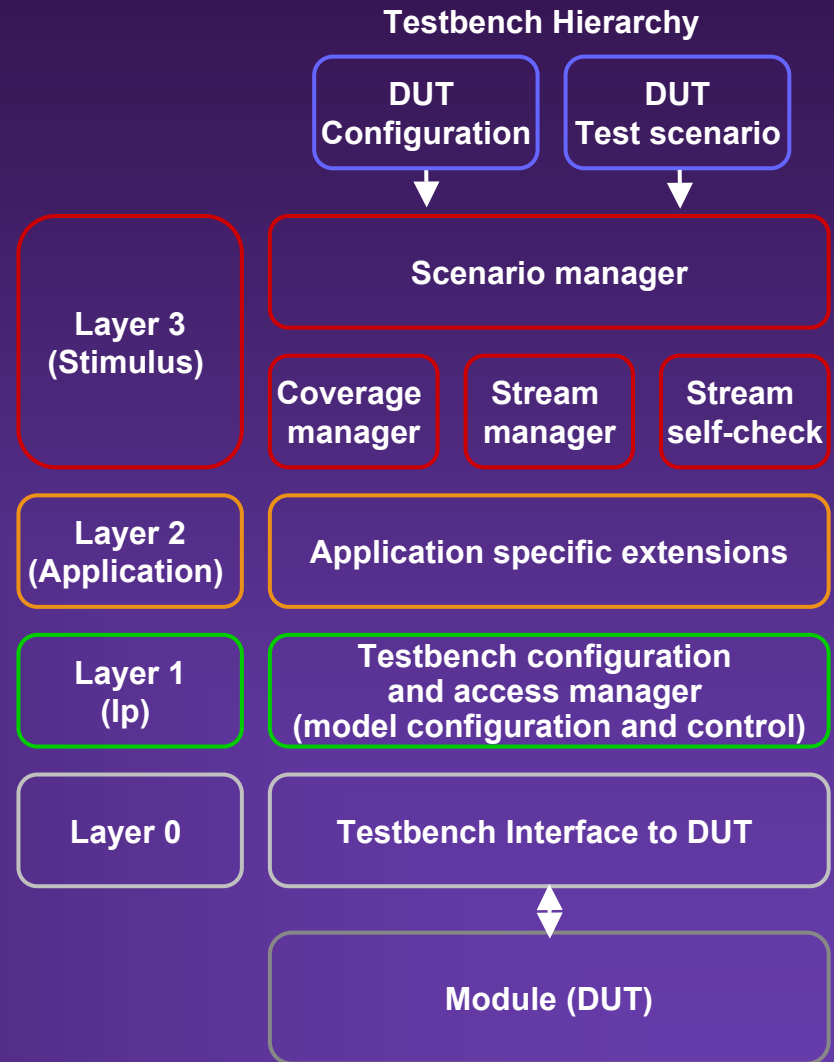 Testbench Hierarchy
DUT
Configuration
DUT
Test scenario
Layer 3
(Stimulus)
Scenario manager
Coverage
manager
Stream
manager
Stream
self-check
Layer 2
(Application)
Application specific extensions
Layer 1
(Ip)
Testbench configuration
and access manager
(model configuration and control)
Layer 0
Testbench Interface to DUT
Module (DUT)